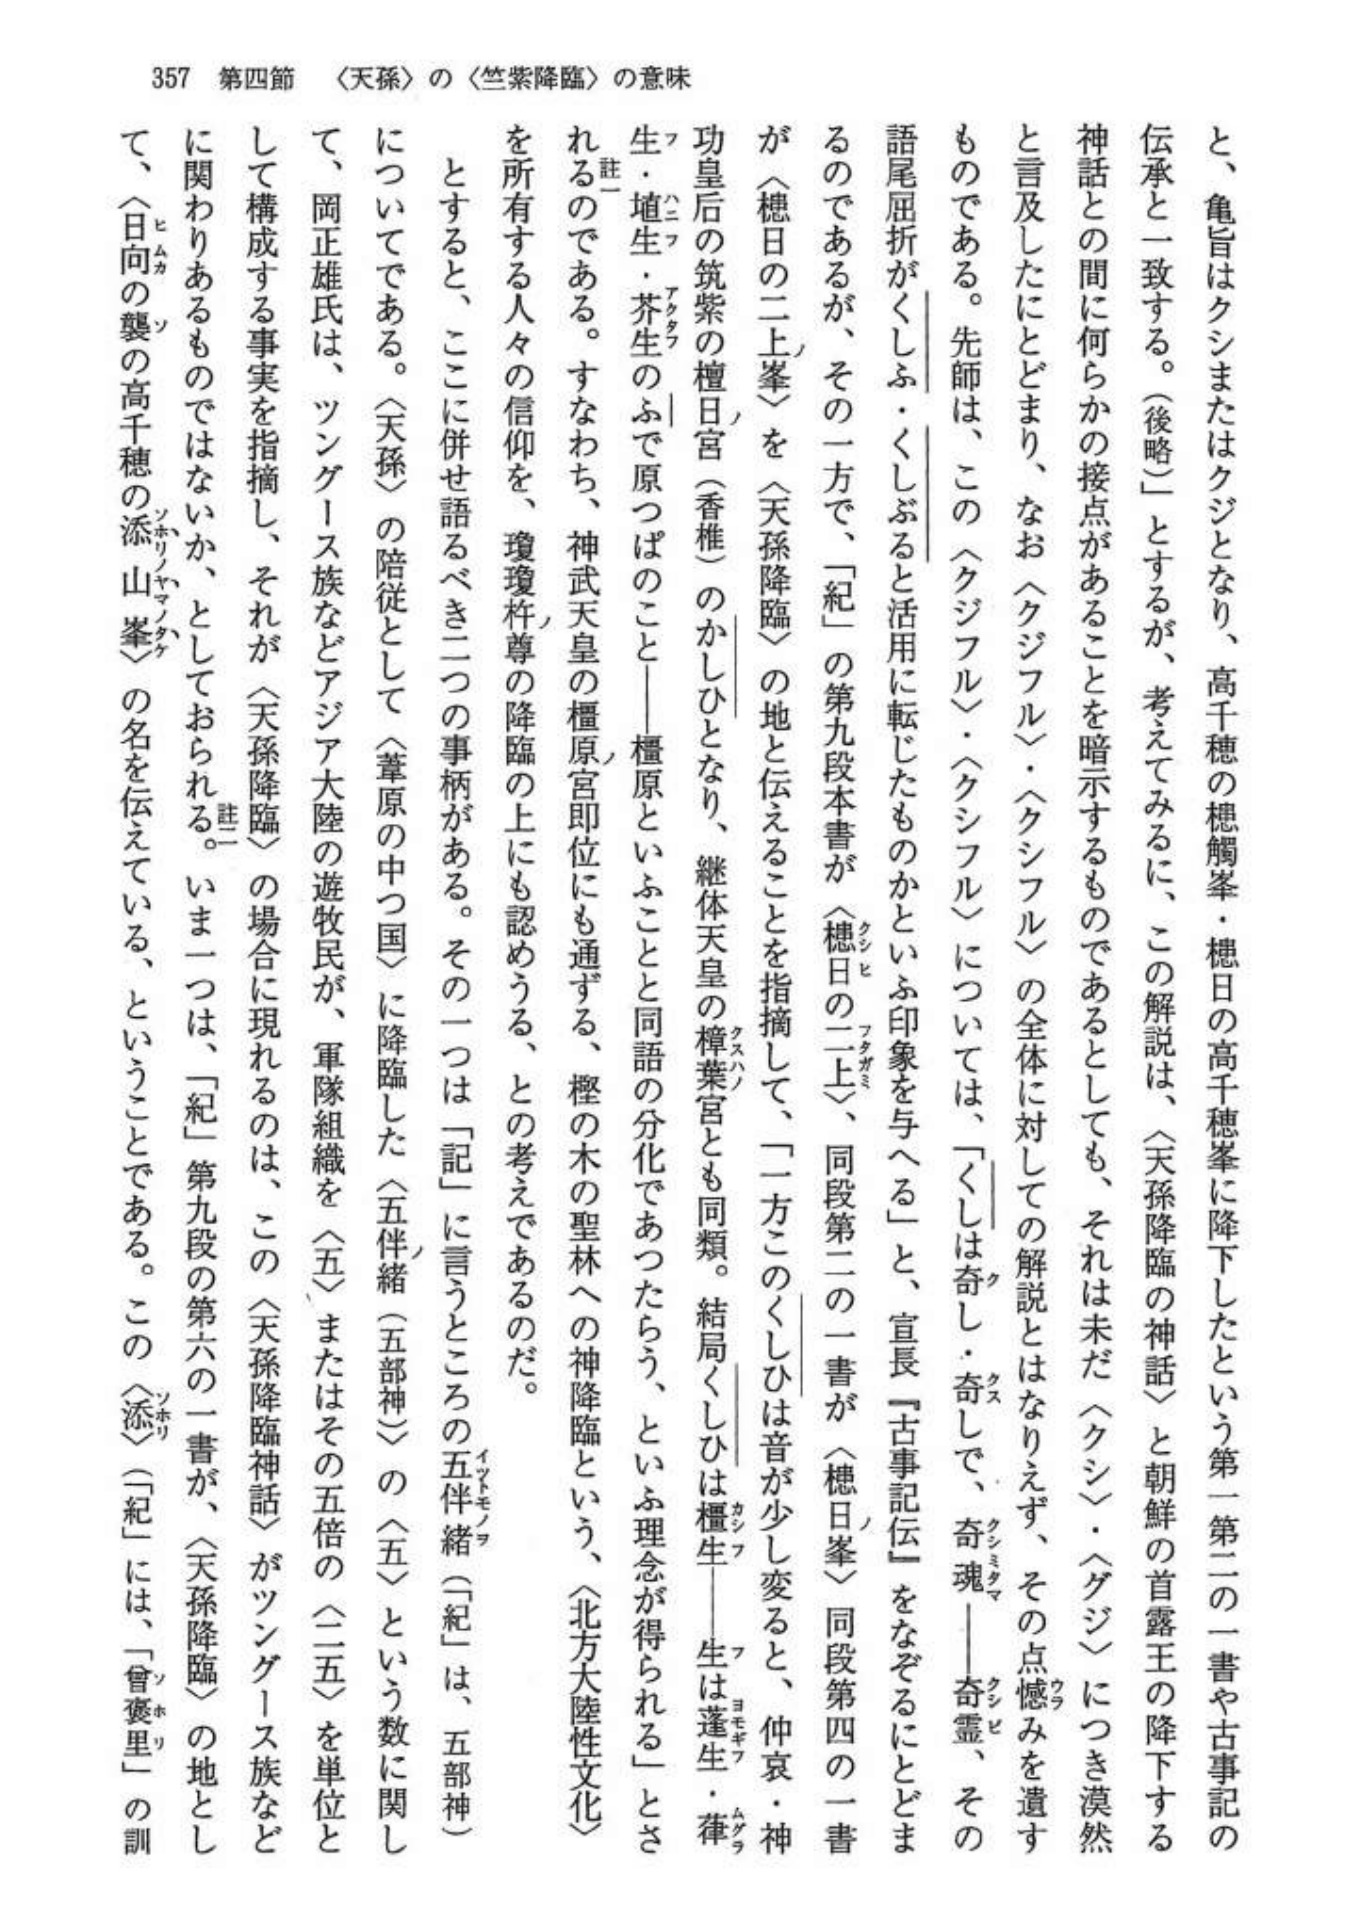 357　第四節　〈天孫〉の〈竺紫降臨〉の意味
と、亀旨はクシまたはクジとなり、高千穂の槵觸峯・槵日の高千穂峯に降下したという第一第二の一書や古事記の
伝承と一致する。（後略）」とするが、考えてみるに、この解説は、〈天孫降臨の神話〉と朝鮮の首露王の降下する
神話との間に何らかの接点があることを暗示するものであるとしても、それは未だ〈クシ〉・〈グジ〉につき漠然
と言及したにとどまり、なお〈クジフル〉・〈クシフル〉の全体に対しての解説とはなりえず、その点憾みを遺す
ものである。先師は、この〈クジフル〉・〈クシフル〉については、「くしは奇し・奇しで、奇魂――奇霊、その
語尾屈折がくしふ・くしぶると活用に転じたものかといふ印象を与へる」と、宣長『古事記伝』をなぞるにとどま
るのであるが、その一方で、「紀」の第九段本書が〈槵日の二上〉、同段第二の一書が〈槵日ノ峯〉同段第四の一書
が〈槵日の二上ノ峯〉を〈天孫降臨〉の地と伝えることを指摘して、「一方このくしひは音が少し変ると、仲哀・神
功皇后の筑紫の檀日ノ宮（香椎）のかしひとなり、継体天皇の樟葉宮とも同類。結局くしひは橿生――生は蓬生・葎
生・埴生・芥生のふで原つぱのこと――橿原といふことと同語の分化であつたらう、といふ理念が得られる」とさ
れる註一のである。すなわち、神武天皇の橿原ノ宮即位にも通ずる、樫の木の聖林への神降臨という、〈北方大陸性文化〉
を所有する人々の信仰を、瓊瓊杵ノ尊の降臨の上にも認めうる、との考えであるのだ。
とすると、ここに併せ語るべき二つの事柄がある。その一つは「記」に言うところの五伴緒（「紀」は、五部神）
についてである。〈天孫〉の陪従として〈葦原の中つ国〉に降臨した〈五伴ノ緒（五部神）〉の〈五〉という数に関し
て、岡正雄氏は、ツングース族などアジア大陸の遊牧民が、軍隊組織を〈五〉またはその五倍の〈二五〉を単位と
して構成する事実を指摘し、それが〈天孫降臨〉の場合に現れるのは、この〈天孫降臨神話〉がツングース族など
に関わりあるものではないか、としておられる註二。いま一つは、「紀」第九段の第六の一書が、〈天孫降臨〉の地とし
て、〈日向の襲の高千穂の添山峯〉の名を伝えている、ということである。この〈添〉（「紀」には、「曾褒里」の訓